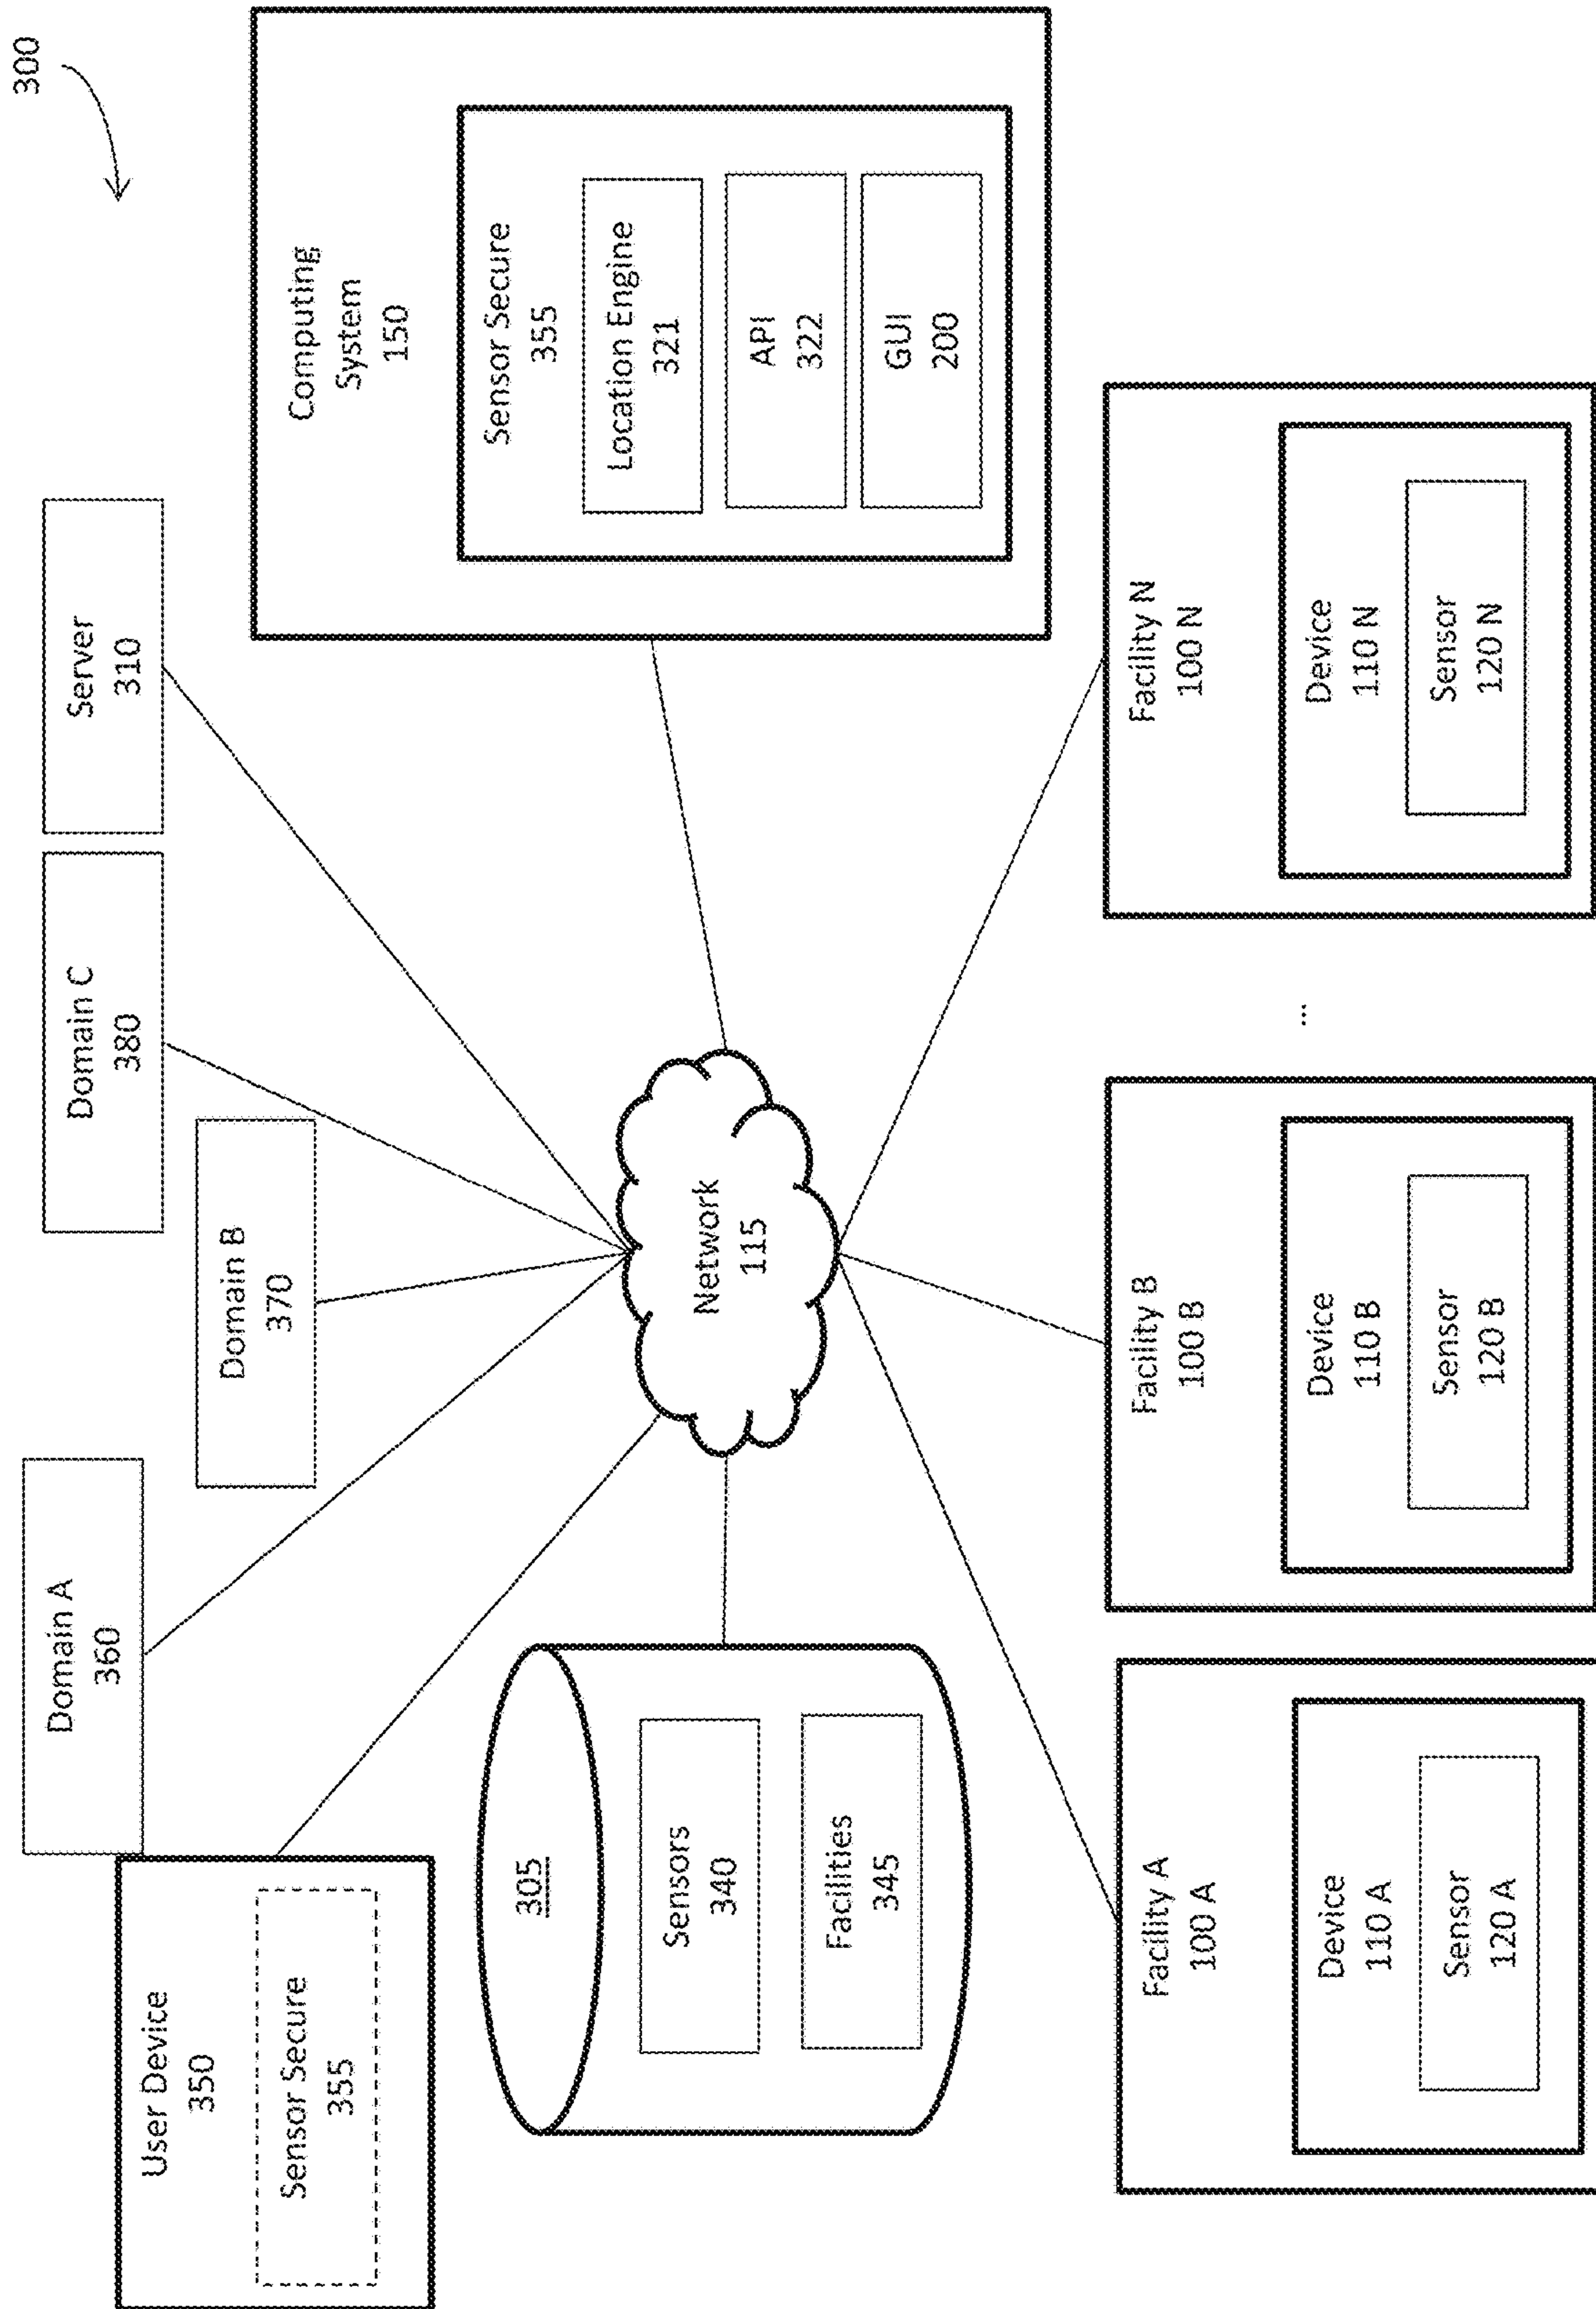 300
User Device
350
Sensor Secure
355
Domain A
360
Domain B
370
Domain C
380
Server
310
305
Sensors
340
Facilities
345
Network
115
Computing
System
150
Sensor Secure
355
Location Engine
321
API
322
GUI
200
Facility A
100 A
Device
110 A
Sensor
120 A
Facility B
100 B
Device
110 B
Sensor
120 B
...
Facility N
100 N
Device
110 N
Sensor
120 N